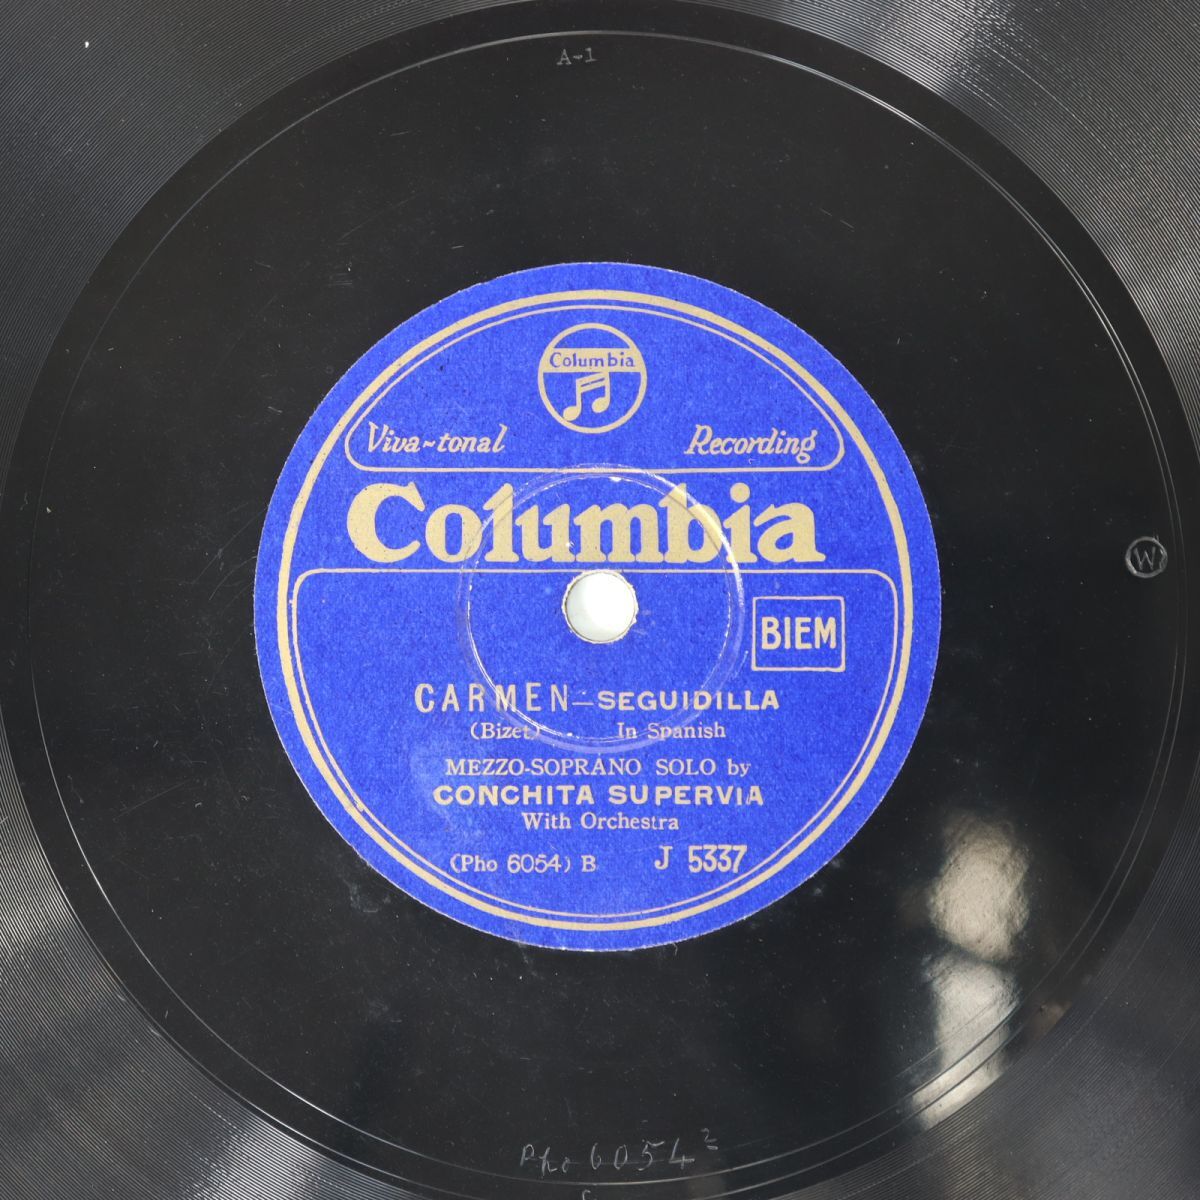 A-1
Columbia
Viva-tonal Recording
Columbia
W
BIEM
CARMEN—SEGUIDILLA
(Bizet) In Spanish
MEZZO-SOPRANO SOLO by
CONCHITA SUPERVIA
With Orchestra
(Pho 6054) B J 5337
Pho 6054²